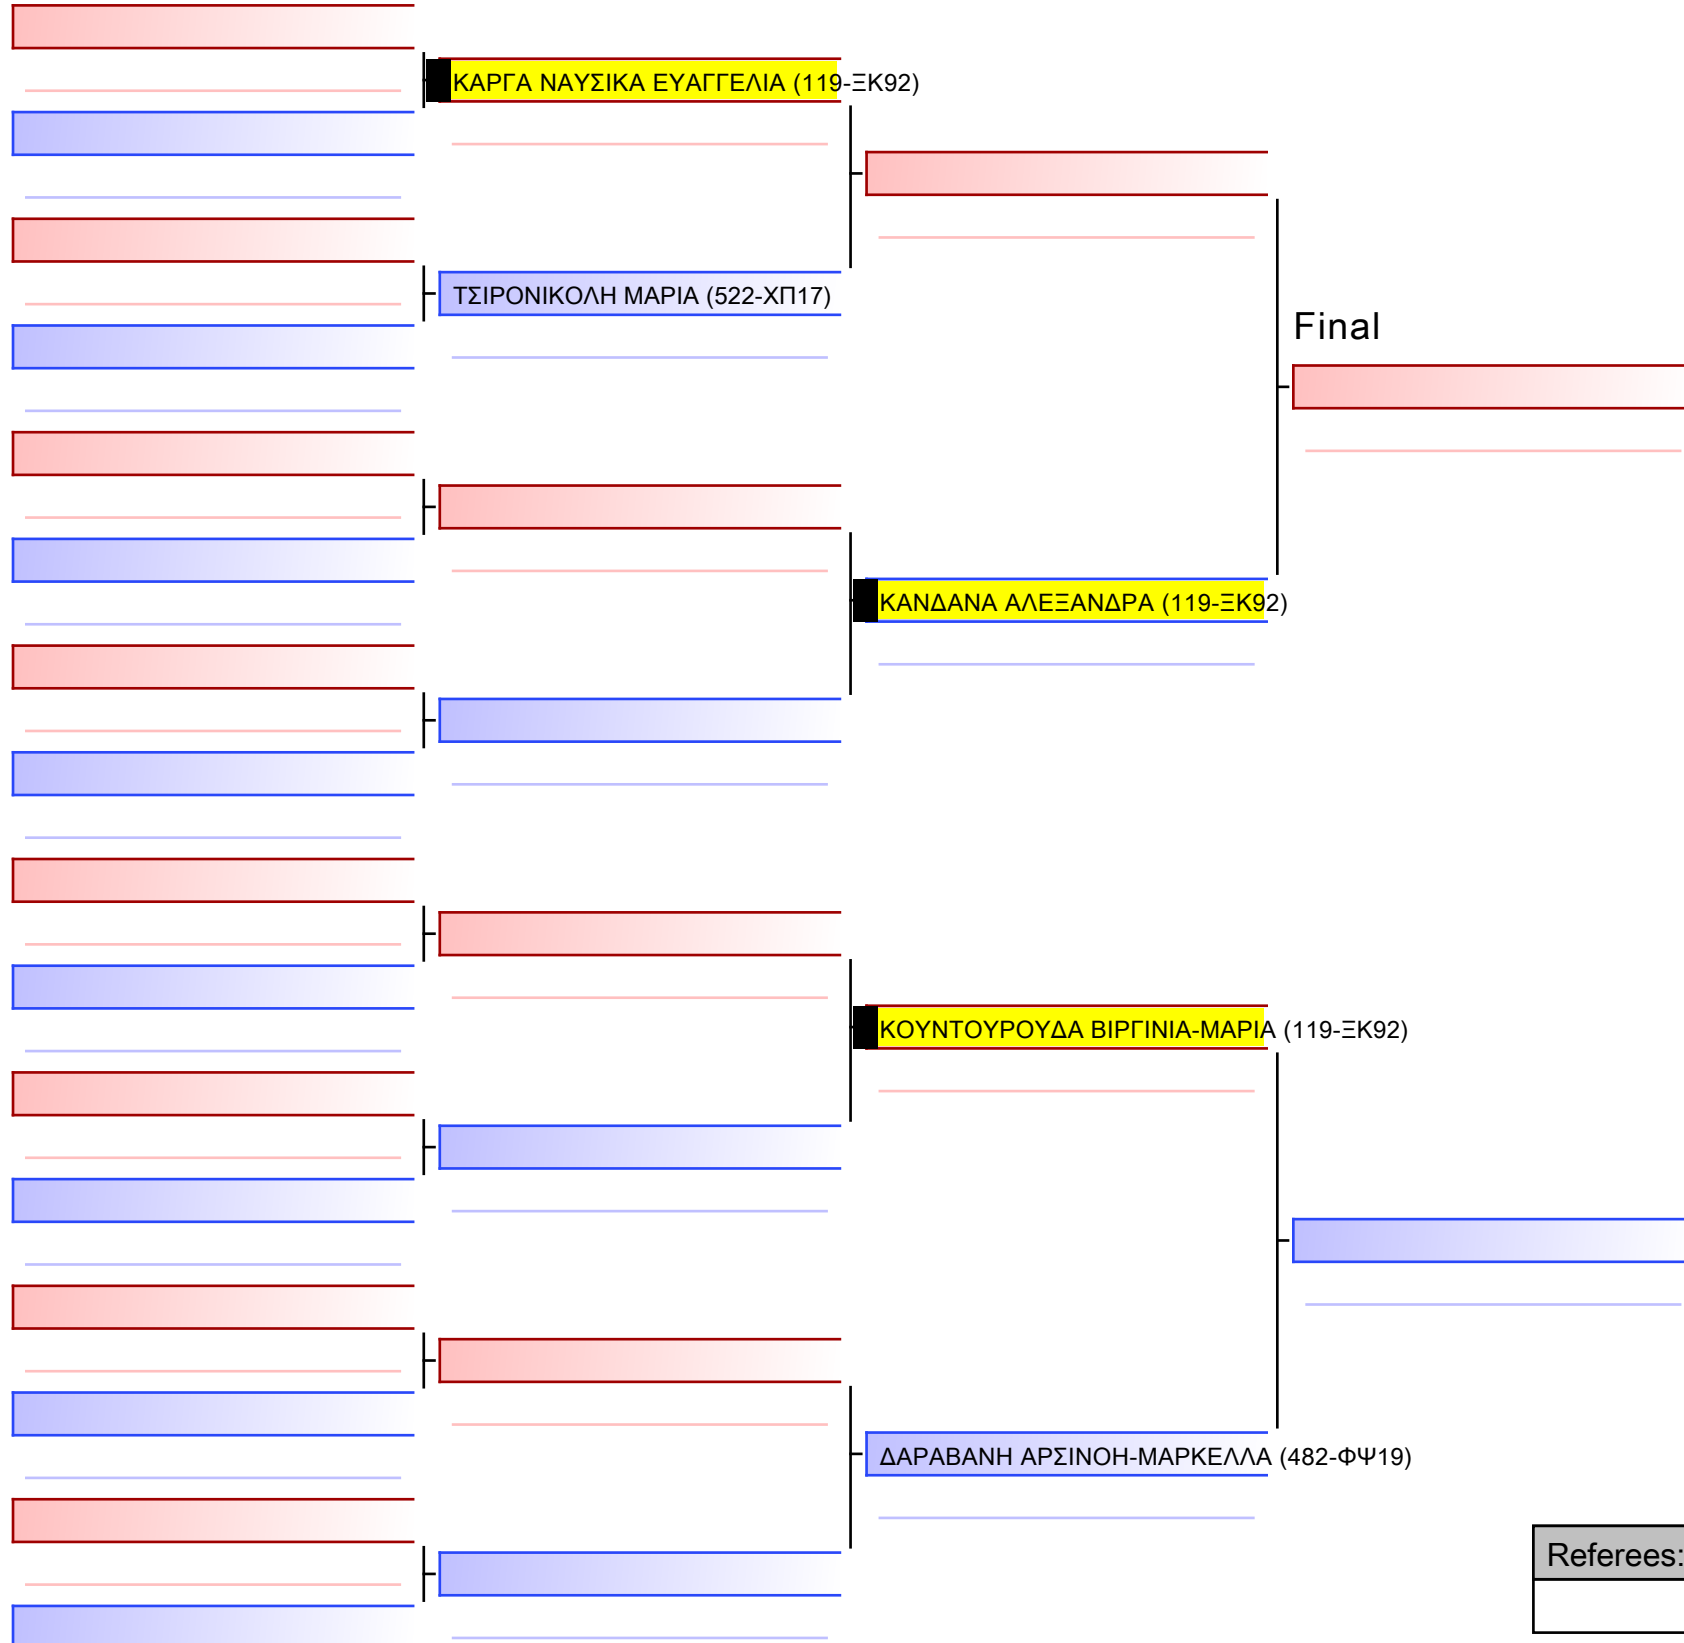 ΚΑΡΓΑ ΝΑΥΣΙΚΑ ΕΥΑΓΓΕΛΙΑ (119-ΞΚ92)
ΤΣΙΡΟΝΙΚΟΛΗ ΜΑΡΙΑ (522-ΧΠ17)
Final
ΚΑΝΔΑΝΑ ΑΛΕΞΑΝΔΡΑ (119-ΞΚ92)
ΚΟΥΝΤΟΥΡΟΥΔΑ ΒΙΡΓΙΝΙΑ-ΜΑΡΙΑ (119-ΞΚ92)
ΔΑΡΑΒΑΝΗ ΑΡΣΙΝΟΗ-ΜΑΡΚΕΛΛΑ (482-ΦΨ19)
Referees: